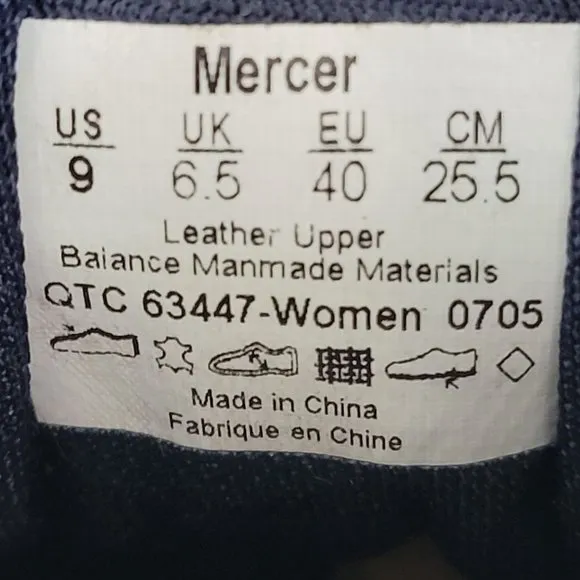 Mercer
US UK EU CM
9 6.5 40 25.5
Leather Upper
Baiance Manmade Materials
QTC 63447-Women 0705
Made in China
Fabrique en Chine